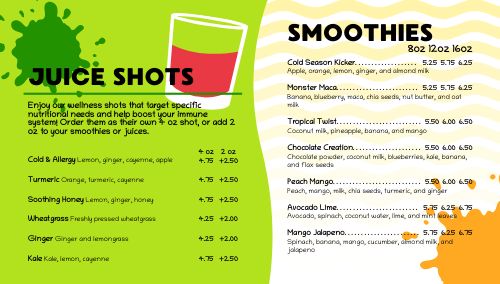 JUICE SHOTS
Enjoy our wellness shots that target specific
nutritional needs and help boost your immune
system! Order them as their own 4 oz shot, or add 2
oz to your smoothies or juices.
4 oz 2 oz
Cold & Allergy Lemon, ginger, cayenne, apple 4.75 +2.50
Turmeric Orange, turmeric, cayenne 4.75 +2.50
Soothing Honey Lemon, ginger, honey 4.75 +2.50
Wheatgrass Freshly pressed wheatgrass 4.25 +2.00
Ginger Ginger and lemongrass 4.25 +2.00
Kale Kale, lemon, cayenne 4.75 +2.50
SMOOTHIES
8oz 12oz 16oz
Cold Season Kicker.................... 5.25 5.75 6.25
Apple, orange, lemon, ginger, and almond milk
Monster Maca.......................... 5.25 5.75 6.25
Banana, blueberry, maca, chia seeds, nut butter, and oat
milk
Tropical Twist......................... 5.50 6.00 6.50
Coconut milk, pineapple, banana, and mango
Chocolate Creation.................... 5.50 6.00 6.50
Chocolate powder, coconut milk, blueberries, kale, banana,
and flax seeds
Peach Mango.......................... 5.50 6.00 6.50
Peach, mango, milk, chia seeds, turmeric, and ginger
Avocado Lime......................... 5.75 6.25 6.75
Avocado, spinach, coconut water, lime, and mint leaves
Mango Jalapeno....................... 5.75 6.25 6.75
Spinach, banana, mango, cucumber, almond milk, and
jalapeno